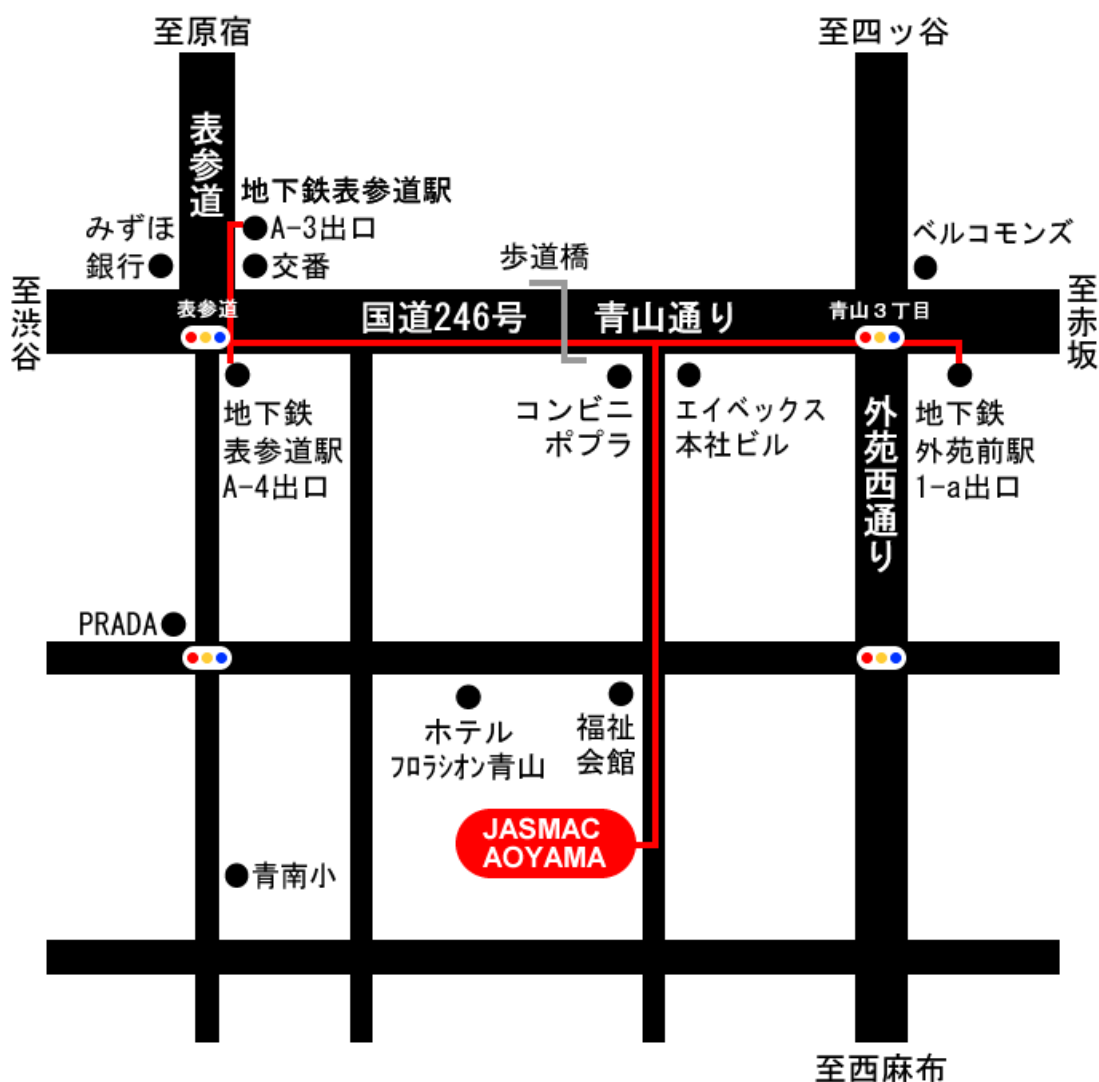 至原宿
至四ッ谷
表参道
地下鉄表参道駅
A-3出口
みずほ
銀行
交番
歩道橋
ベルコモンズ
至渋谷
表参道
国道246号
青山通り
青山3丁目
至赤坂
地下鉄
表参道駅
A-4出口
コンビニ
ポプラ
エイベックス
本社ビル
外苑西通り
地下鉄
外苑前駅
1-a出口
PRADA
ホテル
フロラシオン青山
福祉
会館
JASMAC
AOYAMA
青南小
至西麻布